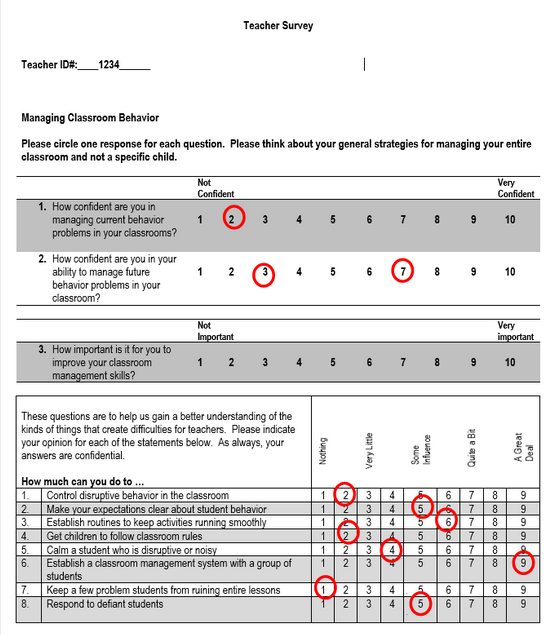 Teacher Survey
Teacher ID#:____1234______
Managing Classroom Behavior
Please circle one response for each question. Please think about your general strategies for managing your entire
classroom and not a specific child.
Not Confident Very Confident
1. How confident are you in managing current behavior problems in your classrooms? 1 2 3 4 5 6 7 8 9 10
2. How confident are you in your ability to manage future behavior problems in your classroom? 1 2 3 4 5 6 7 8 9 10
Not Important Very important
3. How important is it for you to improve your classroom management skills? 1 2 3 4 5 6 7 8 9 10
These questions are to help us gain a better understanding of the
kinds of things that create difficulties for teachers. Please indicate
your opinion for each of the statements below. As always, your
answers are confidential.
Nothing Very Little Some Influence Quite a Bit A Great Deal
How much can you do to ...
1. Control disruptive behavior in the classroom 1 2 3 4 5 6 7 8 9
2. Make your expectations clear about student behavior 1 2 3 4 5 6 7 8 9
3. Establish routines to keep activities running smoothly 1 2 3 4 5 6 7 8 9
4. Get children to follow classroom rules 1 2 3 4 5 6 7 8 9
5. Calm a student who is disruptive or noisy 1 2 3 4 5 6 7 8 9
6. Establish a classroom management system with a group of students 1 2 3 4 5 6 7 8 9
7. Keep a few problem students from ruining entire lessons 1 2 3 4 5 6 7 8 9
8. Respond to defiant students 1 2 3 4 5 6 7 8 9